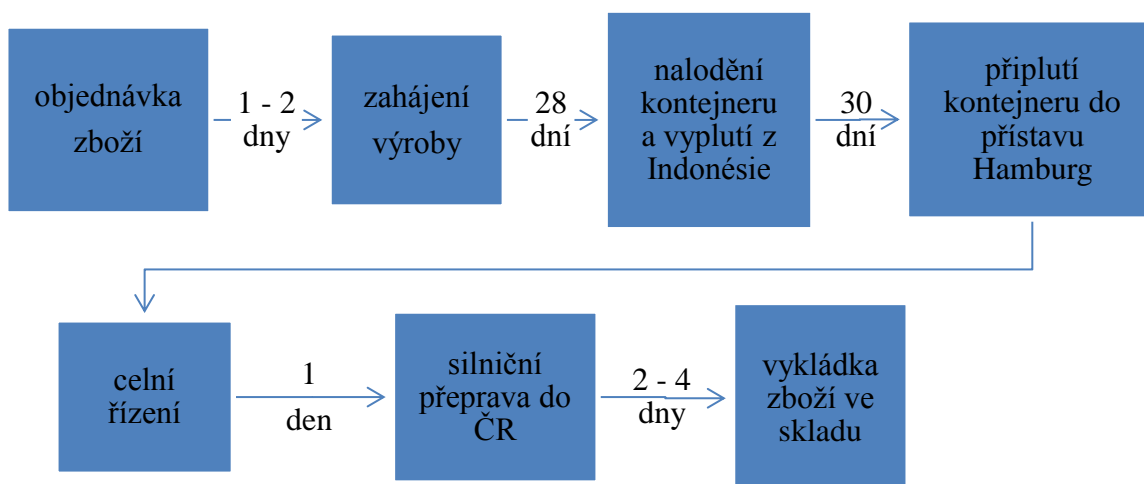 objednávka
zboží
1 - 2
dny
zahájení
výroby
28
dní
nalodění
kontejneru
a vyplutí z
Indonésie
30
dní
připlutí
kontejneru do
přístavu
Hamburg
celní
řízení
1
den
silniční
přeprava do
ČR
2 - 4
dny
vykládka
zboží ve
skladu